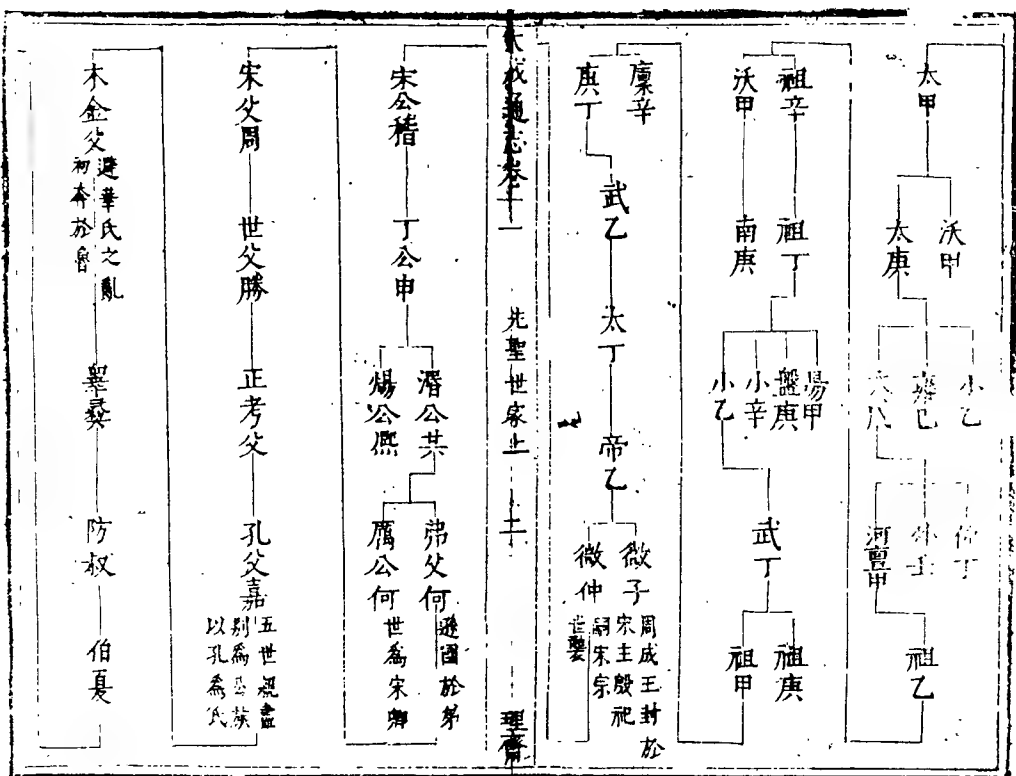 太甲
沃甲
太庚
小乙
雍己
太戊
仲丁
外壬
河亶甲
祖乙
祖辛
沃甲
祖丁
南庚
陽甲
盤庚
小辛
小乙
武丁
祖庚
祖甲
廩辛
庚丁
武乙
太丁
帝乙
微子
周成王封於
宋主殷祀
嗣宋宗
微仲
世襲
大成通志卷十一 先聖世家上 二 理齋
宋公稽
丁公申
湣公共
煬公熙
弗父何
遜國於弟
世為宋卿
厲公何
宋父周
世父勝
正考父
孔父嘉
五世親盡
別為公族
以孔為氏
木金父
避華氏之亂
初奔於魯
睪夷
防叔
伯夏